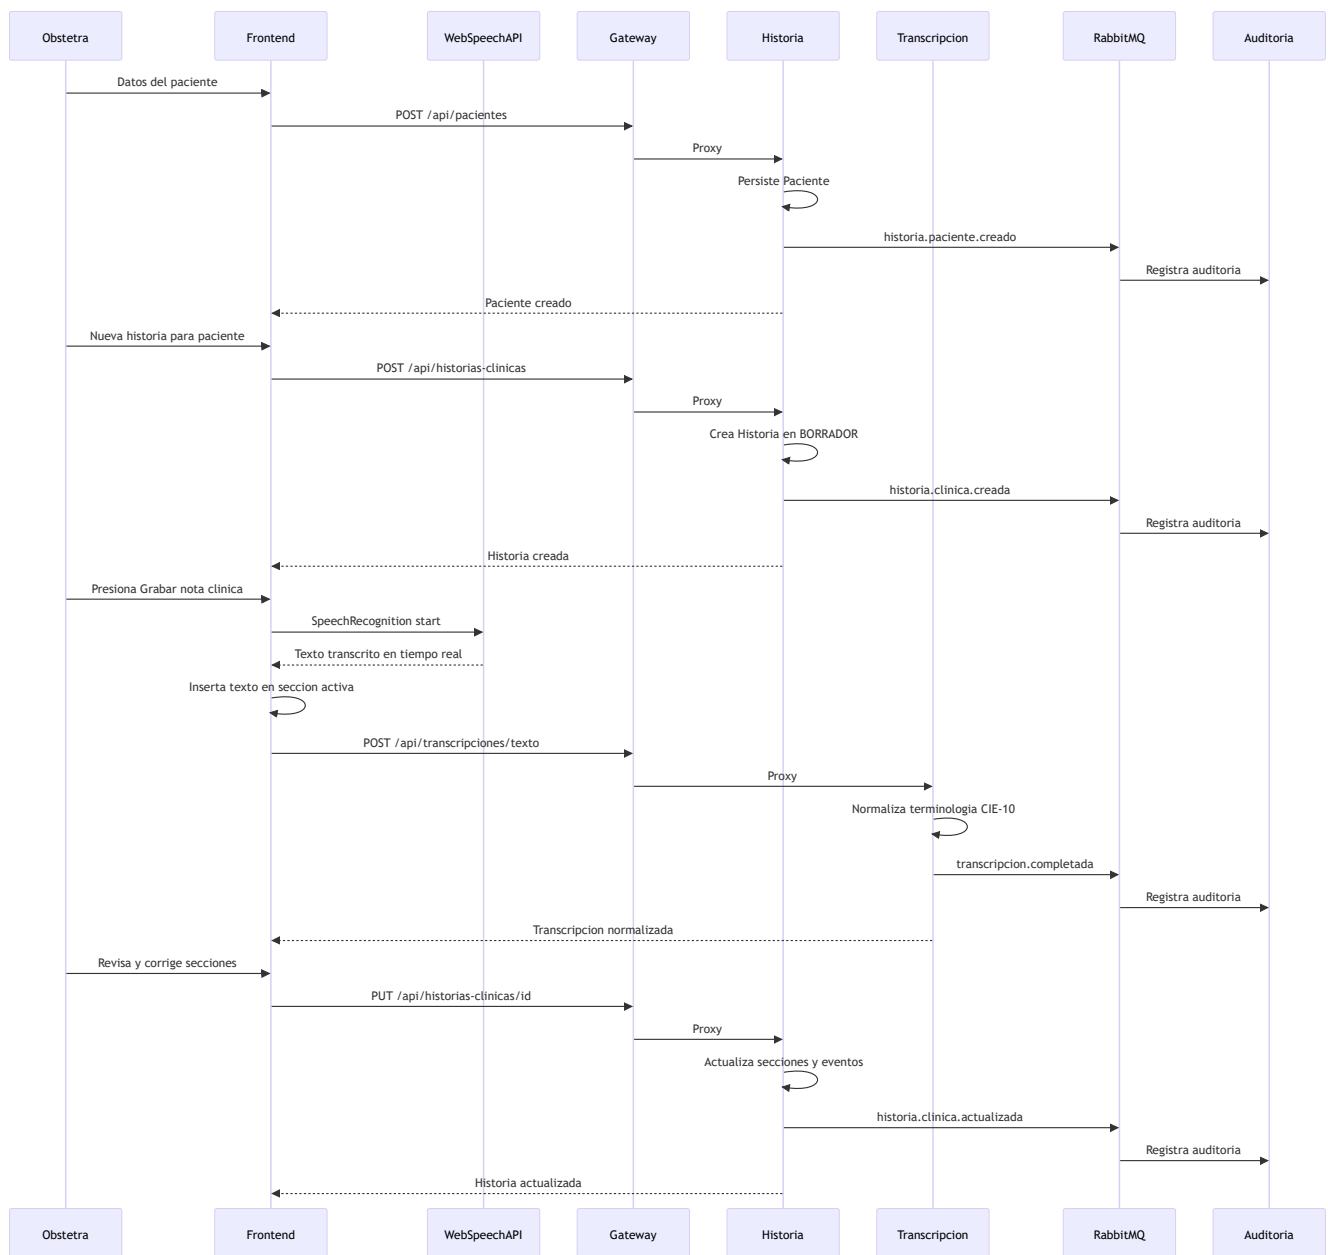 Obstetra
Frontend
WebSpeechAPI
Gateway
Historia
Transcripcion
RabbitMQ
Auditoria
Datos del paciente
POST /api/pacientes
Proxy
Persiste Paciente
historia.paciente.creado
Registra auditoria
Paciente creado
Nueva historia para paciente
POST /api/historias-clinicas
Proxy
Crea Historia en BORRADOR
historia.clinica.creada
Registra auditoria
Historia creada
Presiona Grabar nota clinica
SpeechRecognition start
Texto transcrito en tiempo real
Inserta texto en seccion activa
POST /api/transcripciones/texto
Proxy
Normaliza terminologia CIE-10
transcripcion.completada
Registra auditoria
Transcripcion normalizada
Revisa y corrige secciones
PUT /api/historias-clinicas/id
Proxy
Actualiza secciones y eventos
historia.clinica.actualizada
Registra auditoria
Historia actualizada
Obstetra
Frontend
WebSpeechAPI
Gateway
Historia
Transcripcion
RabbitMQ
Auditoria